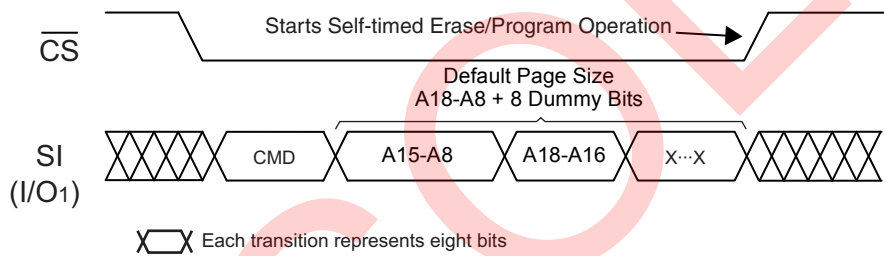 Starts Self-timed Erase/Program Operation
CS
Default Page Size
A18-A8 + 8 Dummy Bits
SI
(I/O1)
CMD
A15-A8
A18-A16
X···X
Each transition represents eight bits